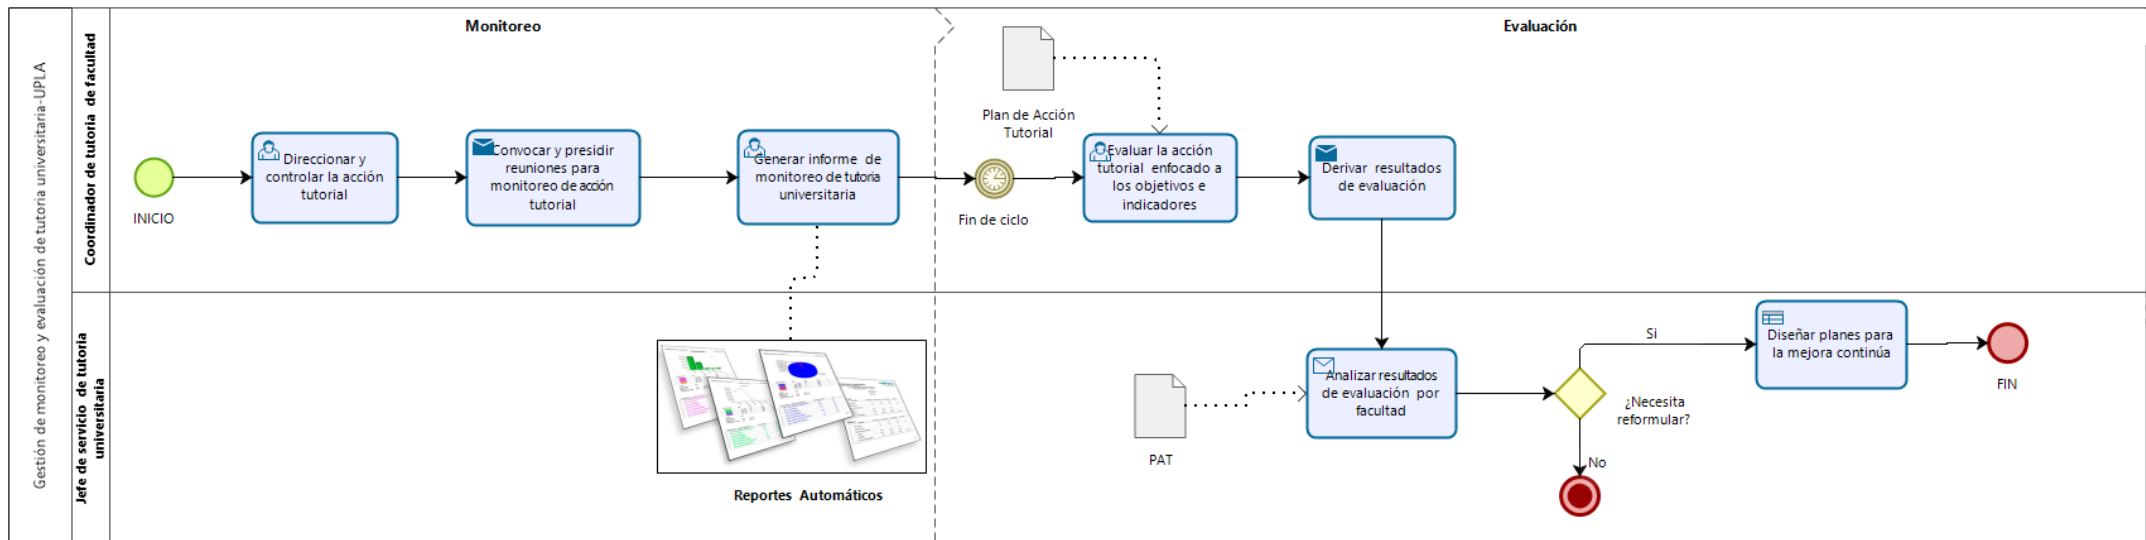 Gestión de monitoreo y evaluación de tutoria universitaria-UPLA
Coordinador de tutoria de facultad
Jefe de servicio de tutoria
universitaria
Monitoreo
Evaluación
INICIO
Direccionar y
controlar la acción
tutorial
Convocar y presidir
reuniones para
monitoreo de acción
tutorial
Generar informe de
monitoreo de tutoria
universitaria
Reportes Automáticos
Plan de Acción
Tutorial
Fin de ciclo
Evaluar la acción
tutorial enfocado a
los objetivos e
indicadores
Derivar resultados
de evaluación
PAT
Analizar resultados
de evaluación por
facultad
¿Necesita
reformular?
Si
No
Diseñar planes para
la mejora continúa
FIN